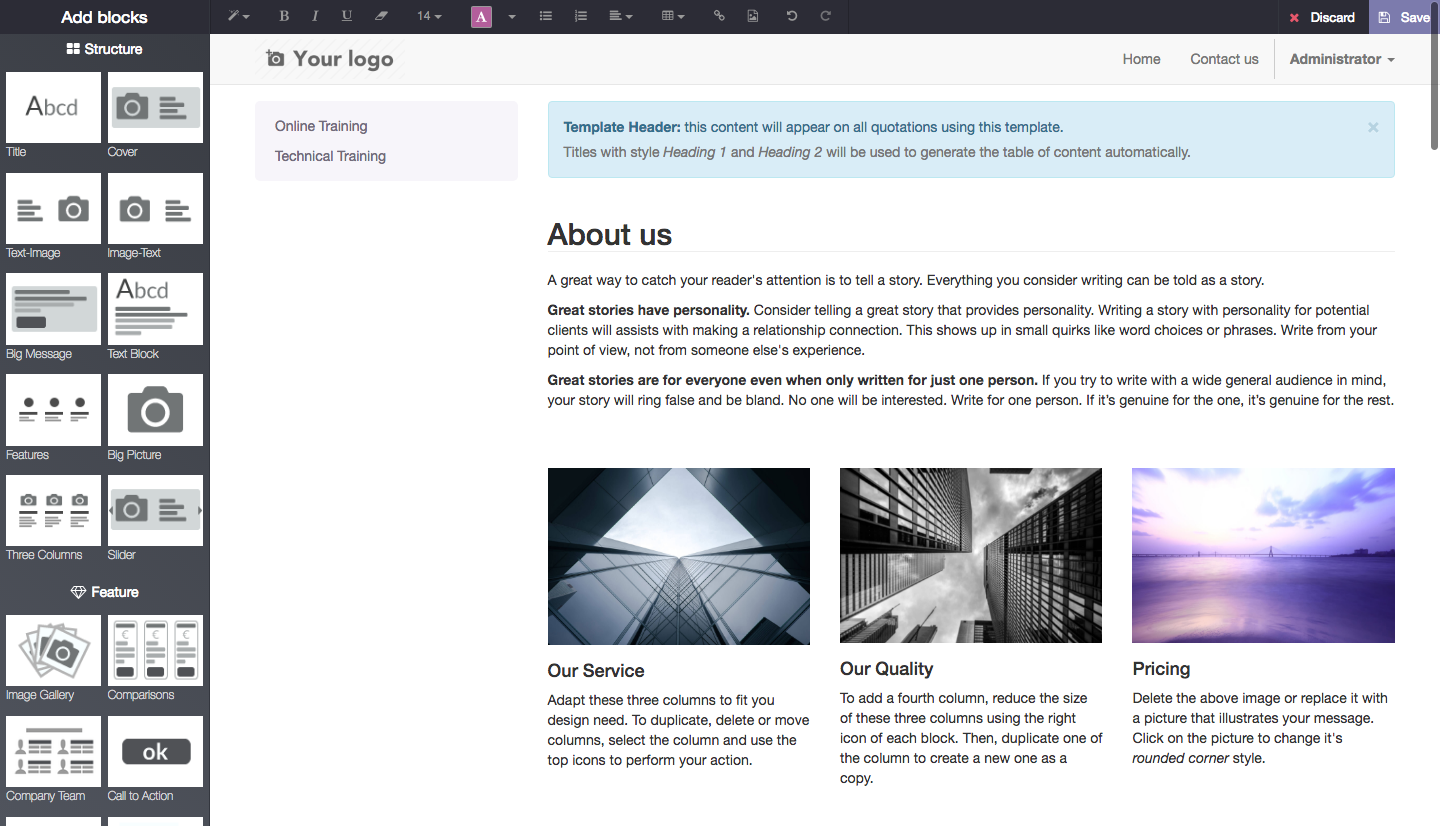 Add blocks
B I U 14 A
Discard
Save
Structure
Abcd
Title
Cover
Text-Image
Image-Text
Big Message
Abcd
Text Block
Features
Big Picture
Three Columns
Slider
Feature
Image Gallery
€ € €
Comparisons
Company Team
ok
Call to Action
Your logo
Home
Contact us
Administrator
Online Training
Technical Training
Template Header: this content will appear on all quotations using this template.
×
Titles with style Heading 1 and Heading 2 will be used to generate the table of content automatically.
About us
A great way to catch your reader's attention is to tell a story. Everything you consider writing can be told as a story.
Great stories have personality. Consider telling a great story that provides personality. Writing a story with personality for potential
clients will assists with making a relationship connection. This shows up in small quirks like word choices or phrases. Write from your
point of view, not from someone else's experience.
Great stories are for everyone even when only written for just one person. If you try to write with a wide general audience in mind,
your story will ring false and be bland. No one will be interested. Write for one person. If it’s genuine for the one, it’s genuine for the rest.
Our Service
Adapt these three columns to fit you
design need. To duplicate, delete or move
columns, select the column and use the
top icons to perform your action.
Our Quality
To add a fourth column, reduce the size
of these three columns using the right
icon of each block. Then, duplicate one of
the column to create a new one as a
copy.
Pricing
Delete the above image or replace it with
a picture that illustrates your message.
Click on the picture to change it's
rounded corner style.